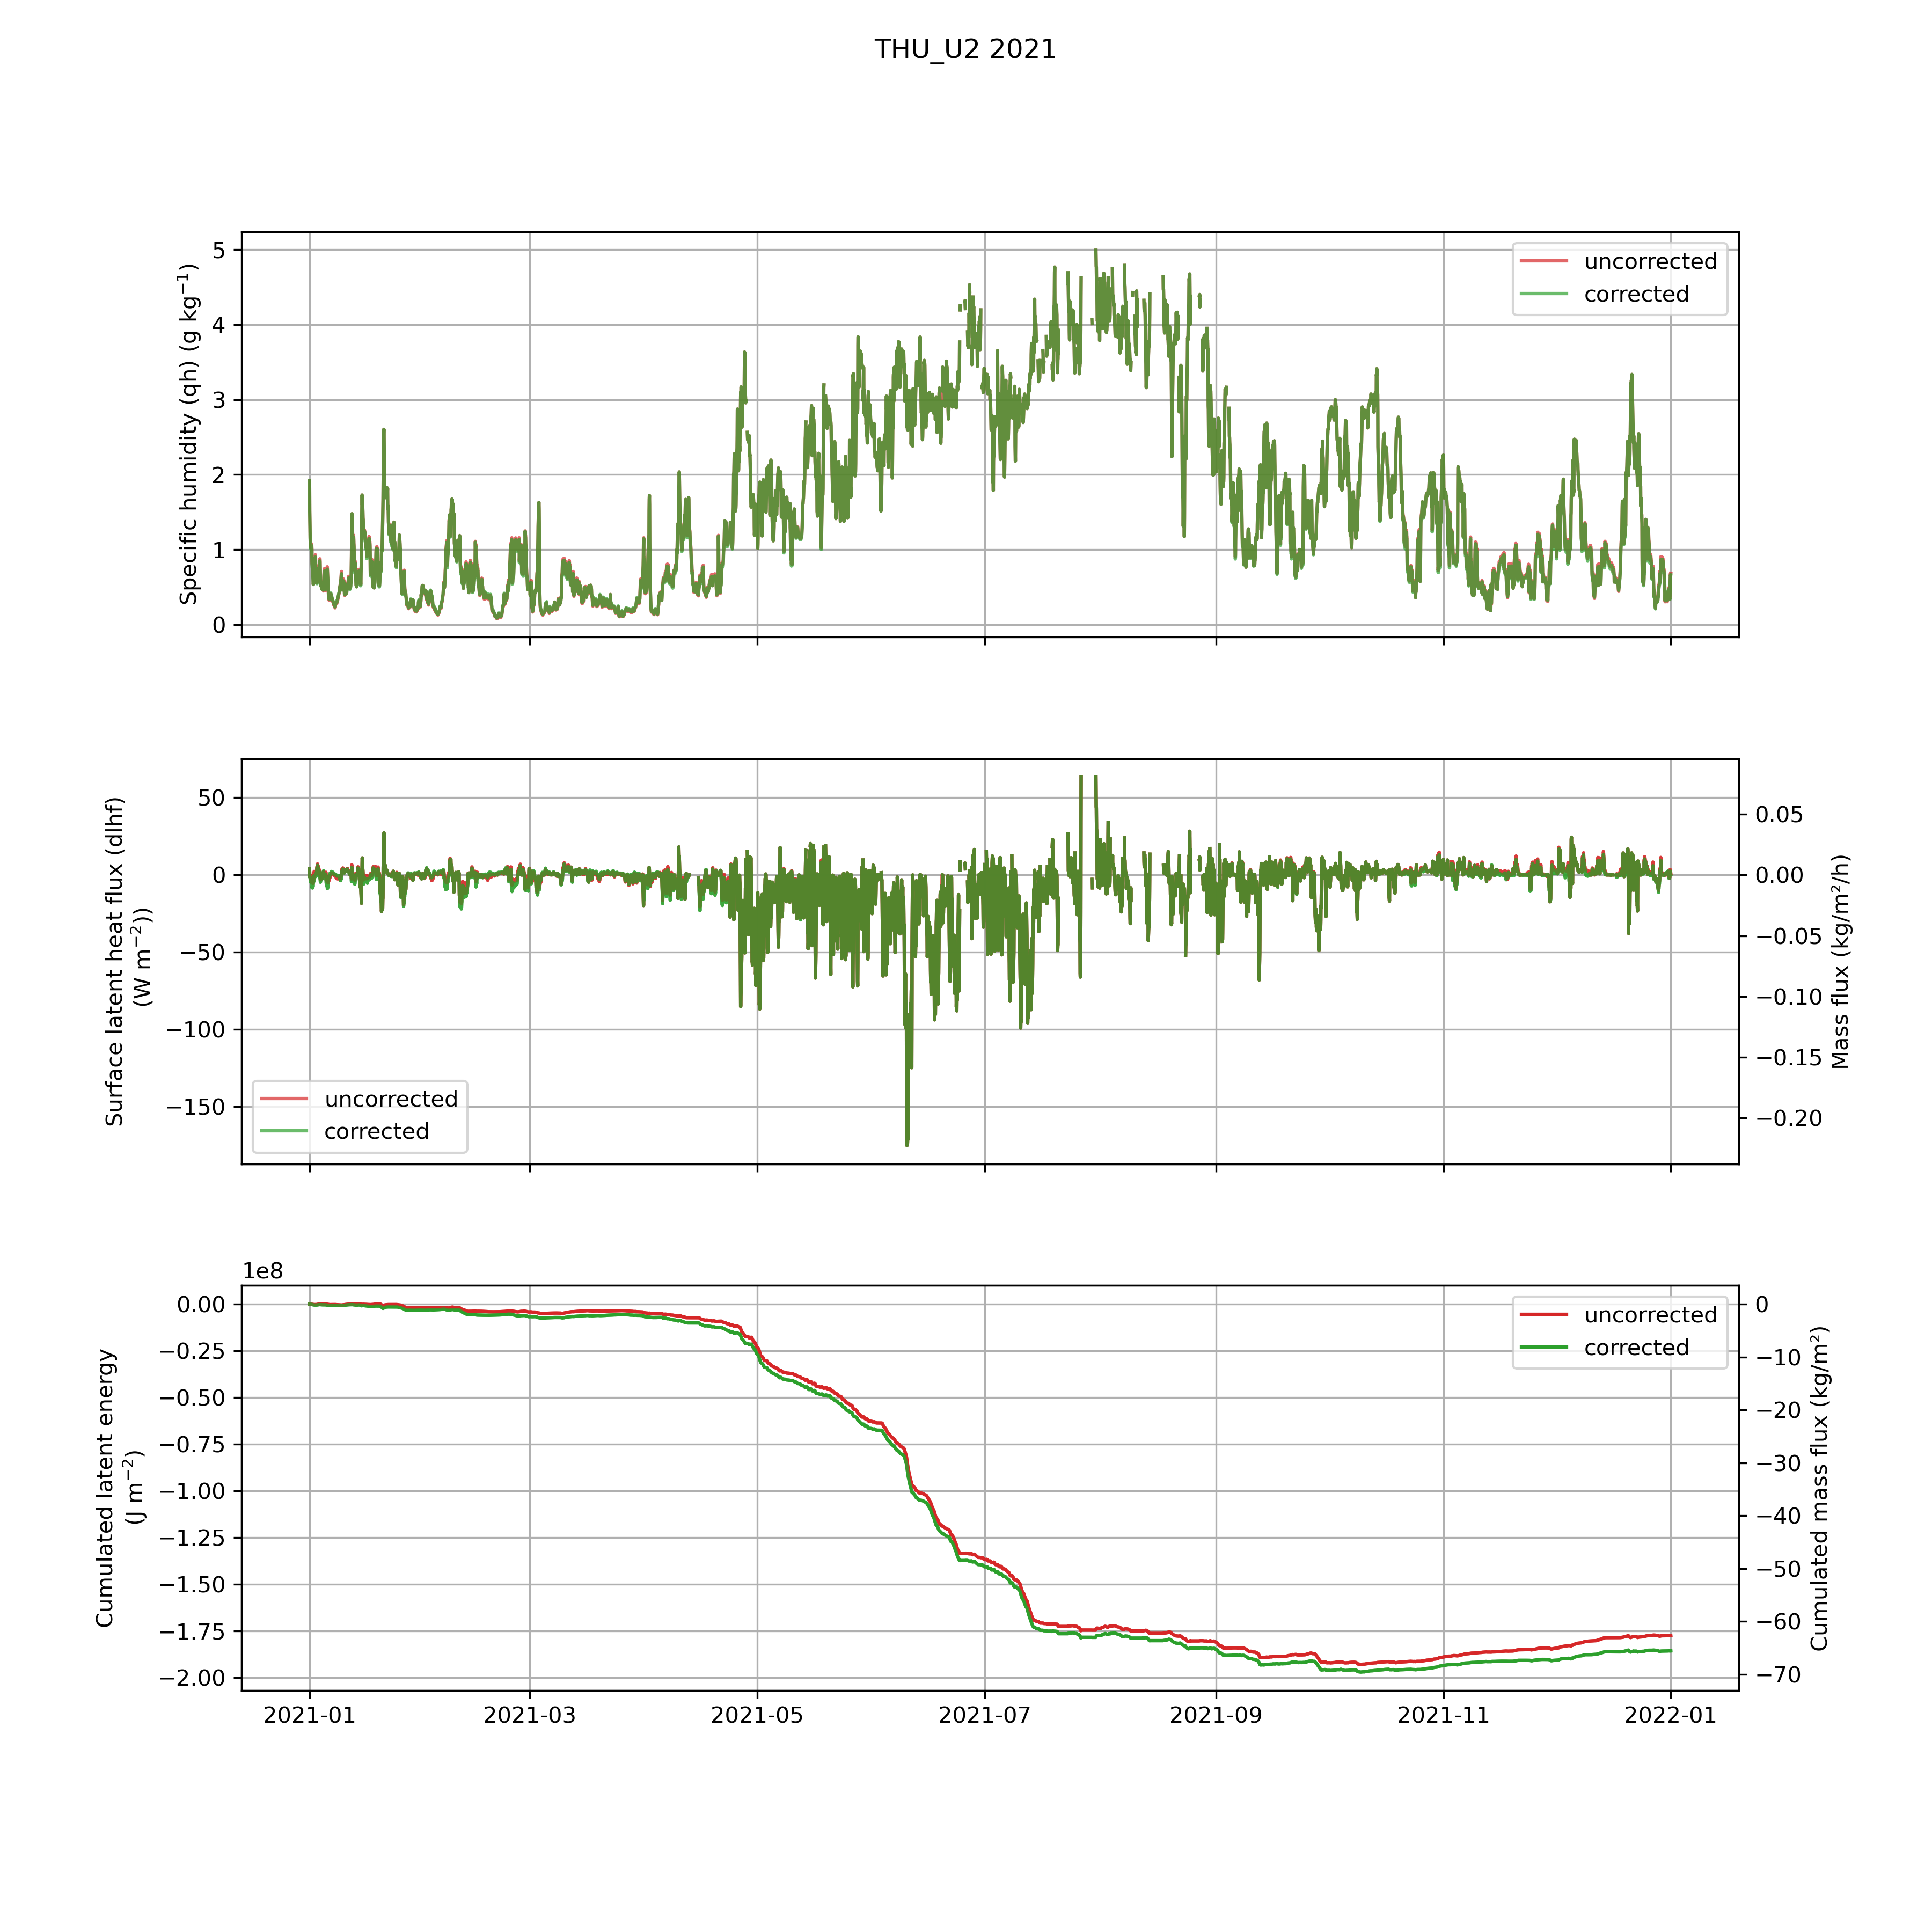 THU_U2 2021
Specific humidity (qh) (g kg⁻¹)
5
4
3
2
1
0
uncorrected
corrected
Surface latent heat flux (dlhf)
(W m⁻²))
50
0
−50
−100
−150
uncorrected
corrected
0.05
0.00
−0.05
−0.10
−0.15
−0.20
Mass flux (kg/m²/h)
1e8
Cumulated latent energy
(J m⁻²)
0.00
−0.25
−0.50
−0.75
−1.00
−1.25
−1.50
−1.75
−2.00
uncorrected
corrected
0
−10
−20
−30
−40
−50
−60
−70
Cumulated mass flux (kg/m²)
2021-01 2021-03 2021-05 2021-07 2021-09 2021-11 2022-01